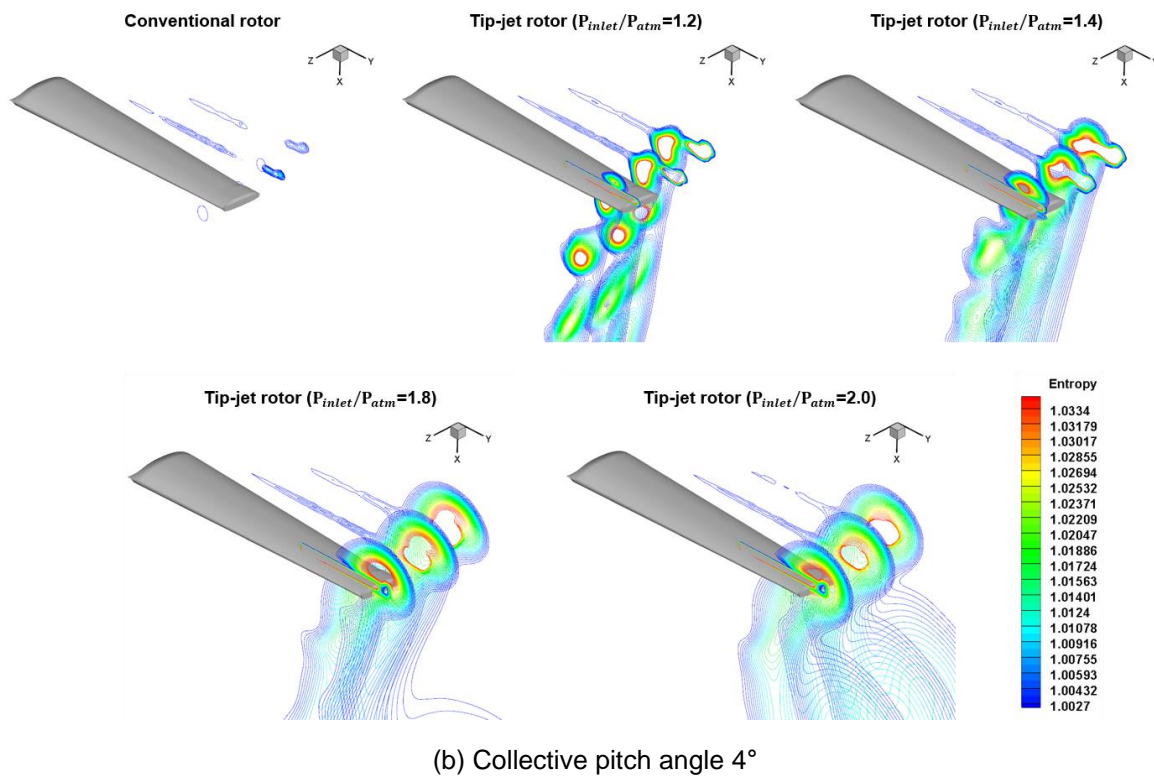 Conventional rotor
Tip-jet rotor (P_inlet/P_atm=1.2)
Tip-jet rotor (P_inlet/P_atm=1.4)
Z Y
X
Z Y
X
Z Y
X
Tip-jet rotor (P_inlet/P_atm=1.8)
Tip-jet rotor (P_inlet/P_atm=2.0)
Z Y
X
Z Y
X
Entropy
1.0334
1.03179
1.03017
1.02855
1.02694
1.02532
1.02371
1.02209
1.02047
1.01886
1.01724
1.01563
1.01401
1.0124
1.01078
1.00916
1.00755
1.00593
1.00432
1.0027
(b) Collective pitch angle 4°